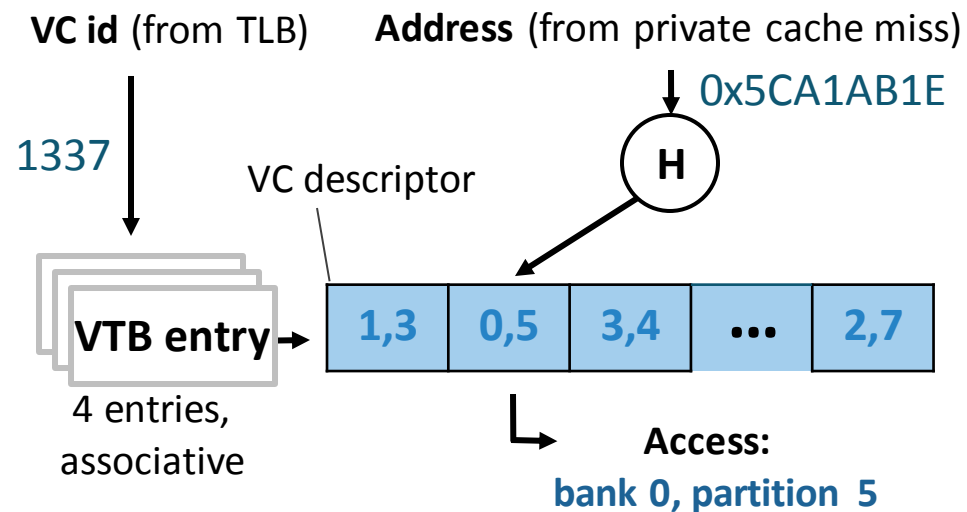 VC id (from TLB)
Address (from private cache miss)
0x5CA1AB1E
1337
H
VC descriptor
VTB entry
1,3 0,5 3,4 ... 2,7
4 entries,
associative
Access:
bank 0, partition 5